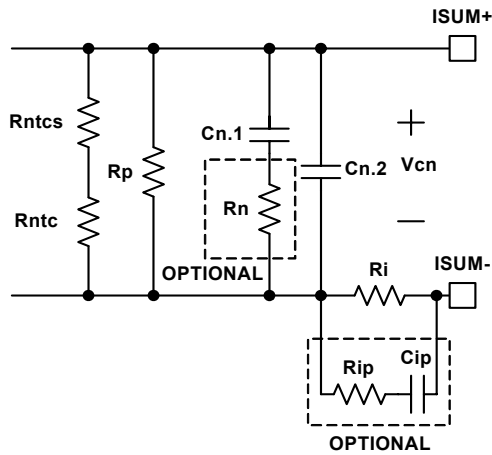 ISUM+
Rntcs
Cn.1
+
Rp
Cn.2
Vcn
Rntc
Rn
—
OPTIONAL
Ri
ISUM-
Rip
Cip
OPTIONAL